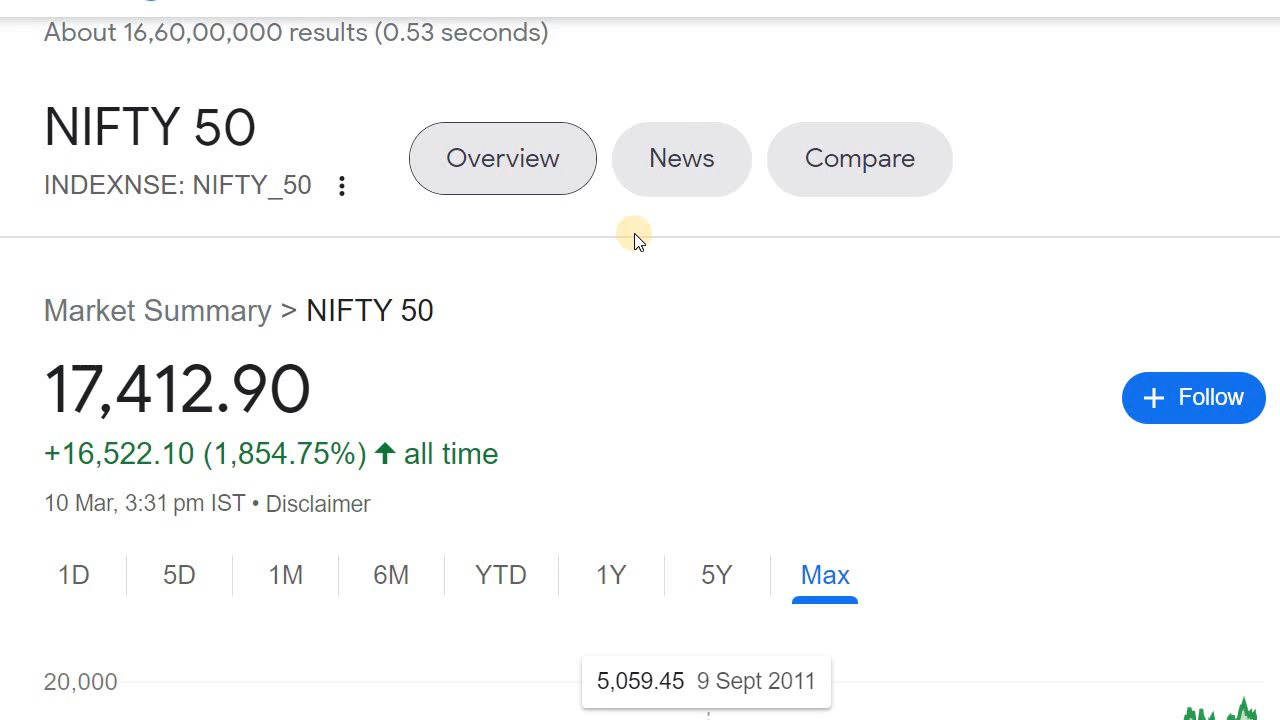 About 16,60,00,000 results (0.53 seconds)
NIFTY 50
Overview News Compare
INDEXNSE: NIFTY_50
Market Summary > NIFTY 50
17,412.90
+ Follow
+16,522.10 (1,854.75%) ↑ all time
10 Mar, 3:31 pm IST • Disclaimer
1D 5D 1M 6M YTD 1Y 5Y Max
20,000
5,059.45 9 Sept 2011